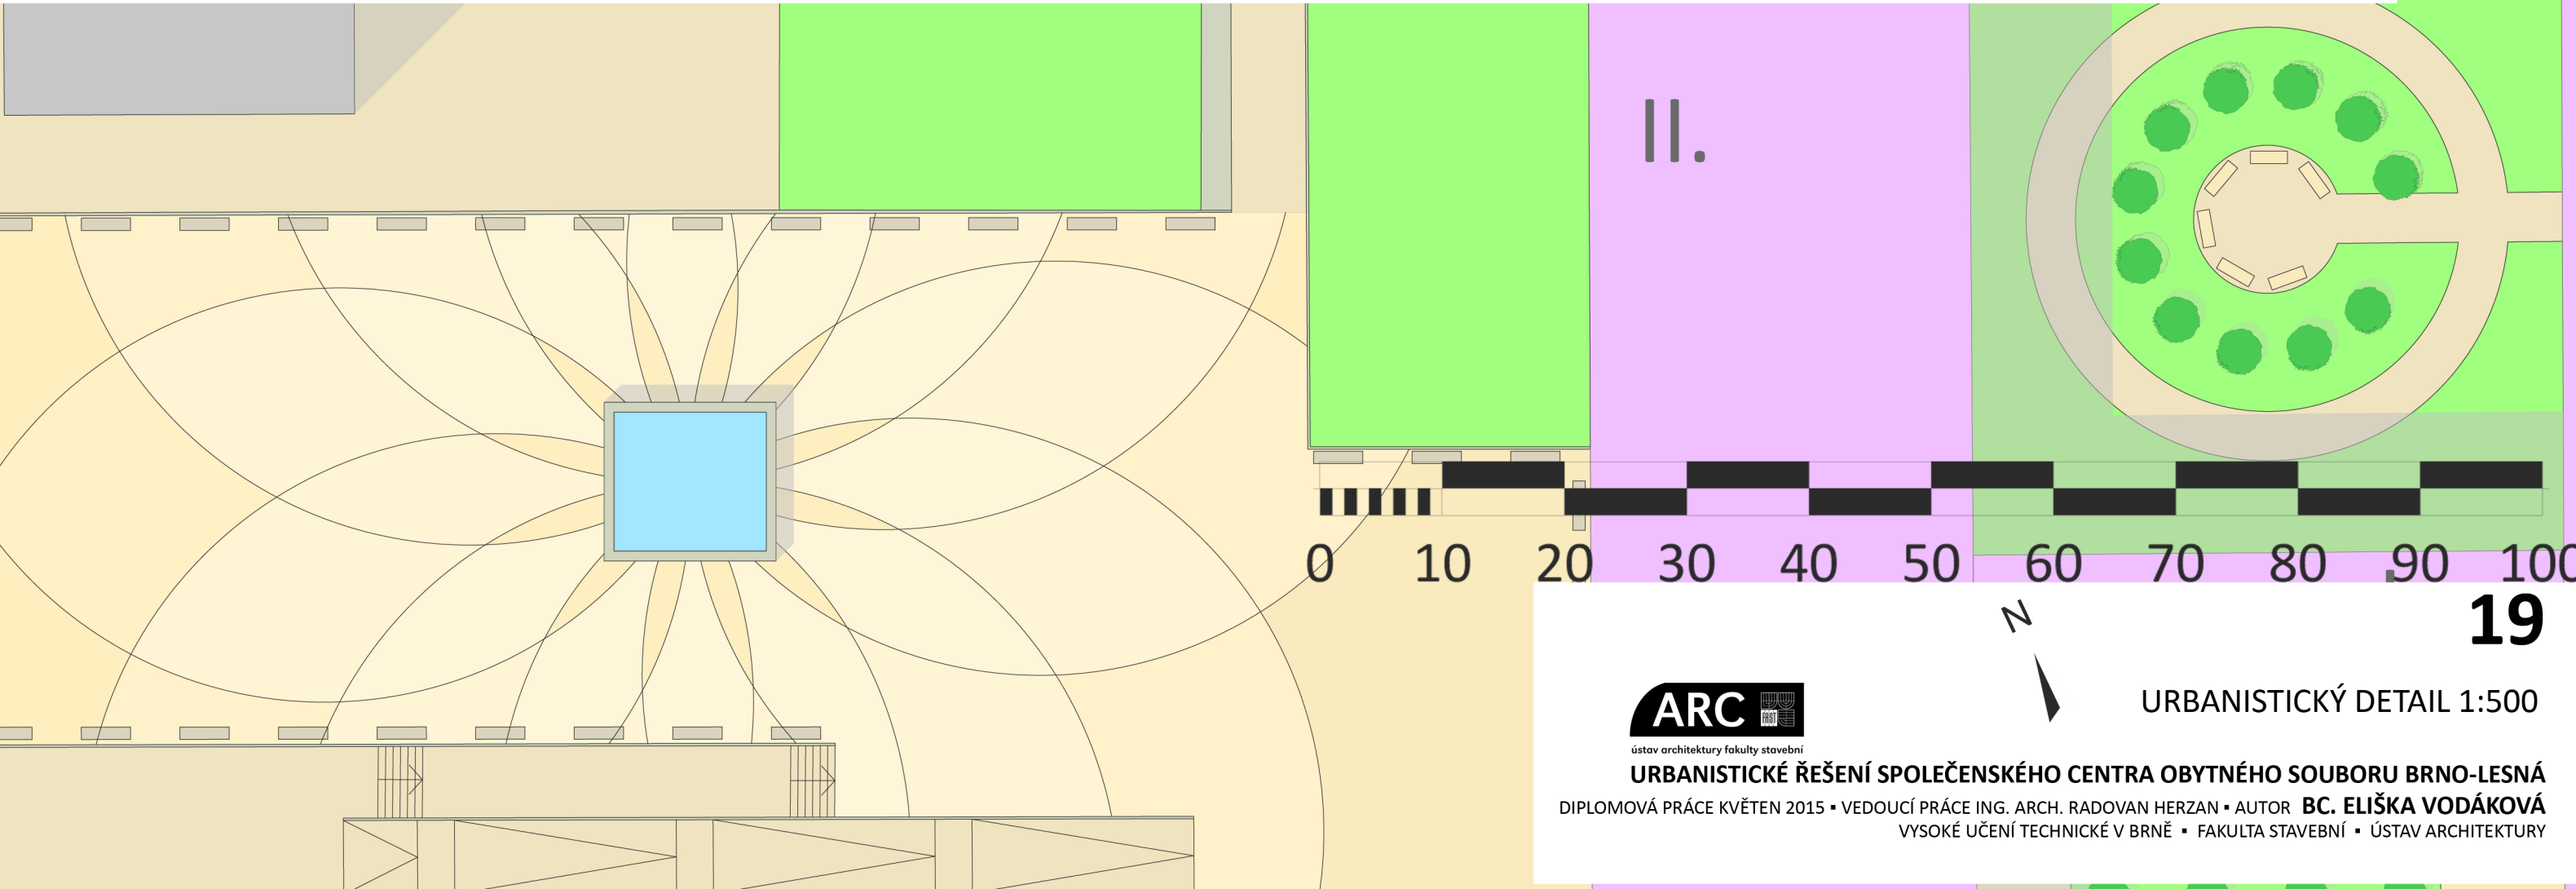 II.
0 10 20 30 40 50 60 70 80 90 100
19
N
URBANISTICKÝ DETAIL 1:500
ARC FAST
ústav architektury fakulty stavební
URBANISTICKÉ ŘEŠENÍ SPOLEČENSKÉHO CENTRA OBYTNÉHO SOUBORU BRNO-LESNÁ
DIPLOMOVÁ PRÁCE KVĚTEN 2015 ▪ VEDOUCÍ PRÁCE ING. ARCH. RADOVAN HERZAN ▪ AUTOR BC. ELIŠKA VODÁKOVÁ
VYSOKÉ UČENÍ TECHNICKÉ V BRNĚ ▪ FAKULTA STAVEBNÍ ▪ ÚSTAV ARCHITEKTURY